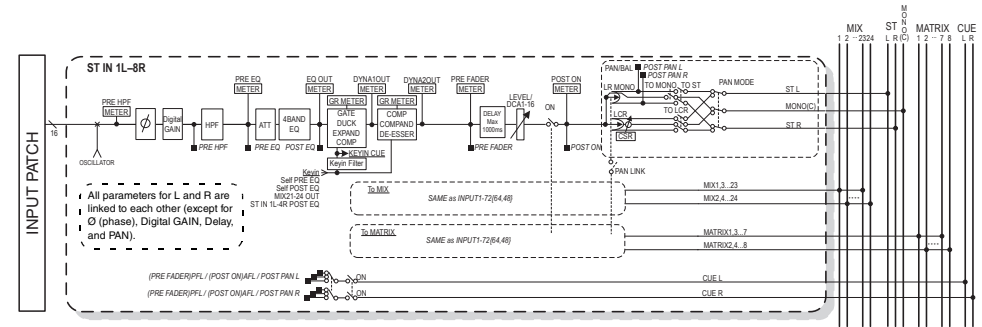 MONO(C)
MIX
ST
MATRIX
CUE
1 2 ··· 2324
L R
1 2 ··· 7 8
L R
ST IN 1L–8R
PRE HPF
METER
PRE EQ
METER
EQ OUT
METER
DYNA1OUT
METER
DYNA2OUT
METER
PRE FADER
METER
POST ON
METER
GR METER
GR METER
LEVEL/
DCA1-16
ON
PAN/BAL
POST PAN L
POST PAN R
LR MONO
TO MONO
TO ST
PAN MODE
TO LCR
LCR
CSR
ST L
MONO(C)
ST R
INPUT PATCH
16
Ø
Digital
GAIN
HPF
ATT
4BAND
EQ
GATE
DUCK
EXPAND
COMP
COMP
COMPAND
DE-ESSER
DELAY
Max
1000ms
OSCILLATOR
PRE HPF
PRE EQ
POST EQ
KEYIN CUE
Keyin Filter
PRE FADER
POST ON
PAN LINK
Keyin
Self PRE EQ
Self POST EQ
MIX21-24 OUT
ST IN 1L-4R POST EQ
All parameters for L and R are
linked to each other (except for
Ø (phase), Digital GAIN, Delay,
and PAN).
To MIX
SAME as INPUT1-72{64,48}
MIX1,3...23
MIX2,4...24
To MATRIX
SAME as INPUT1-72{64,48}
MATRIX1,3...7
MATRIX2,4...8
(PRE FADER)PFL / (POST ON)AFL / POST PAN L
ON
CUE L
(PRE FADER)PFL / (POST ON)AFL / POST PAN R
ON
CUE R